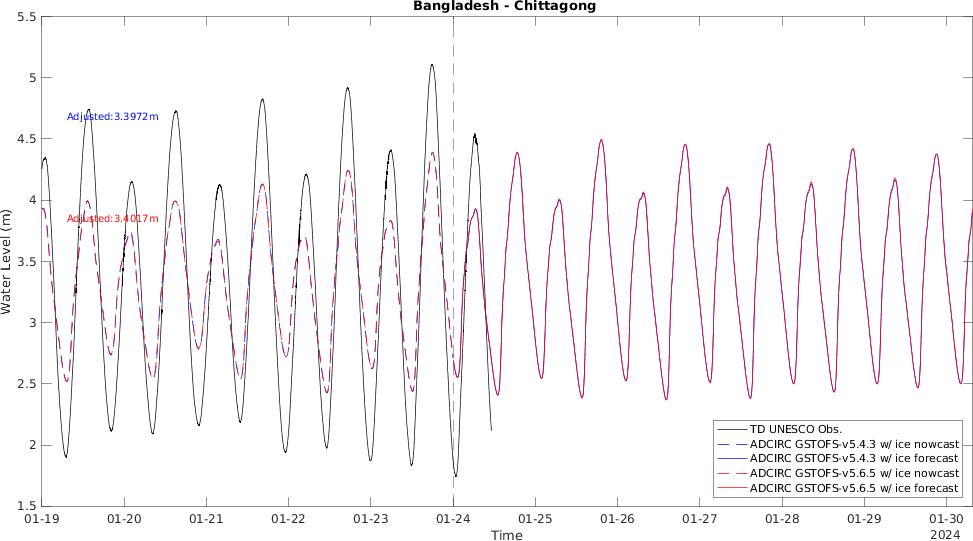 Bangladesh - Chittagong
5.5
5
4.5
4
3.5
3
2.5
2
1.5
Water Level (m)
Adjusted:3.3972m
Adjusted:3.4017m
TD UNESCO Obs.
ADCIRC GSTOFS-v5.4.3 w/ ice nowcast
ADCIRC GSTOFS-v5.4.3 w/ ice forecast
ADCIRC GSTOFS-v5.6.5 w/ ice nowcast
ADCIRC GSTOFS-v5.6.5 w/ ice forecast
01-19 01-20 01-21 01-22 01-23 01-24 01-25 01-26 01-27 01-28 01-29 01-30
Time
2024